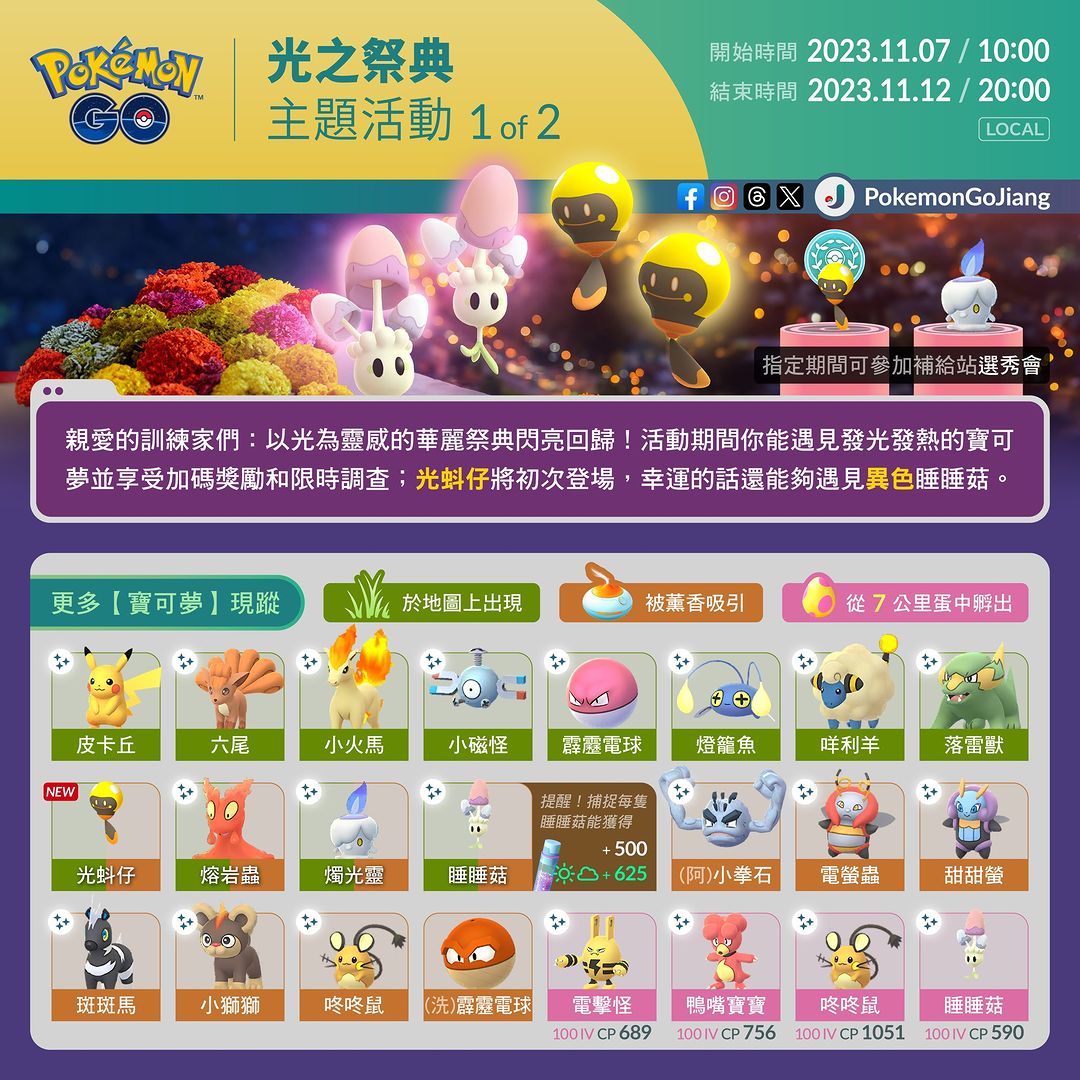 POKÉMON GO™
光之祭典
主題活動 1 of 2
開始時間 2023.11.07 / 10:00
結束時間 2023.11.12 / 20:00
LOCAL
PokemonGoJiang
指定期間可參加補給站選秀會
親愛的訓練家們：以光為靈感的華麗祭典閃亮回歸！活動期間你能遇見發光發熱的寶可
夢並享受加碼獎勵和限時調查；光蚪仔將初次登場，幸運的話還能夠遇見異色睡睡菇。
更多【寶可夢】現蹤
於地圖上出現
被薰香吸引
從 7 公里蛋中孵出
皮卡丘 六尾 小火馬 小磁怪 霹靂電球 燈籠魚 咩利羊 落雷獸
NEW
提醒！捕捉每隻
睡睡菇能獲得
+ 500
+ 625
光蚪仔 熔岩蟲 燭光靈 睡睡菇 (阿)小拳石 電螢蟲 甜甜螢
斑斑馬 小獅獅 咚咚鼠 (洗)霹靂電球 電擊怪 鴨嘴寶寶 咚咚鼠 睡睡菇
100 IV CP 689 100 IV CP 756 100 IV CP 1051 100 IV CP 590